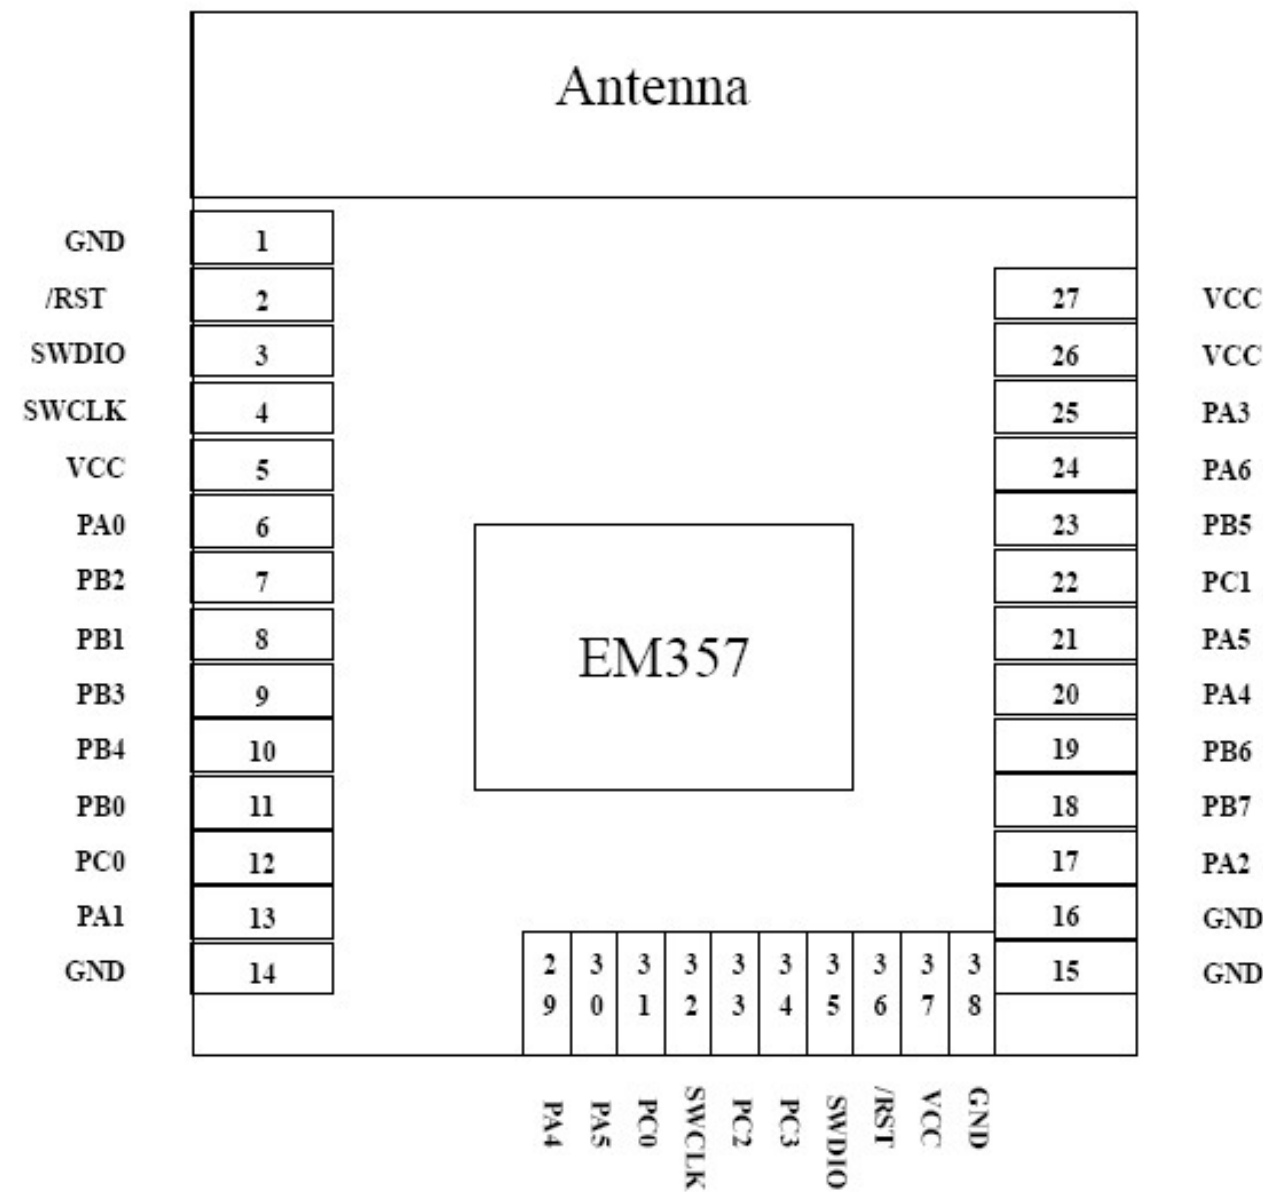 Antenna
GND 1
/RST 2 27 VCC
SWDIO 3 26 VCC
SWCLK 4 25 PA3
VCC 5 24 PA6
PA0 6 23 PB5
PB2 7 22 PC1
PB1 8 21 PA5
PB3 9 20 PA4
PB4 10 19 PB6
PB0 11 18 PB7
PC0 12 17 PA2
PA1 13 16 GND
GND 14 15 GND
EM357
29 30 31 32 33 34 35 36 37 38
PA4 PA5 PC0 SWCLK PC2 PC3 SWDIO /RST VCC GND